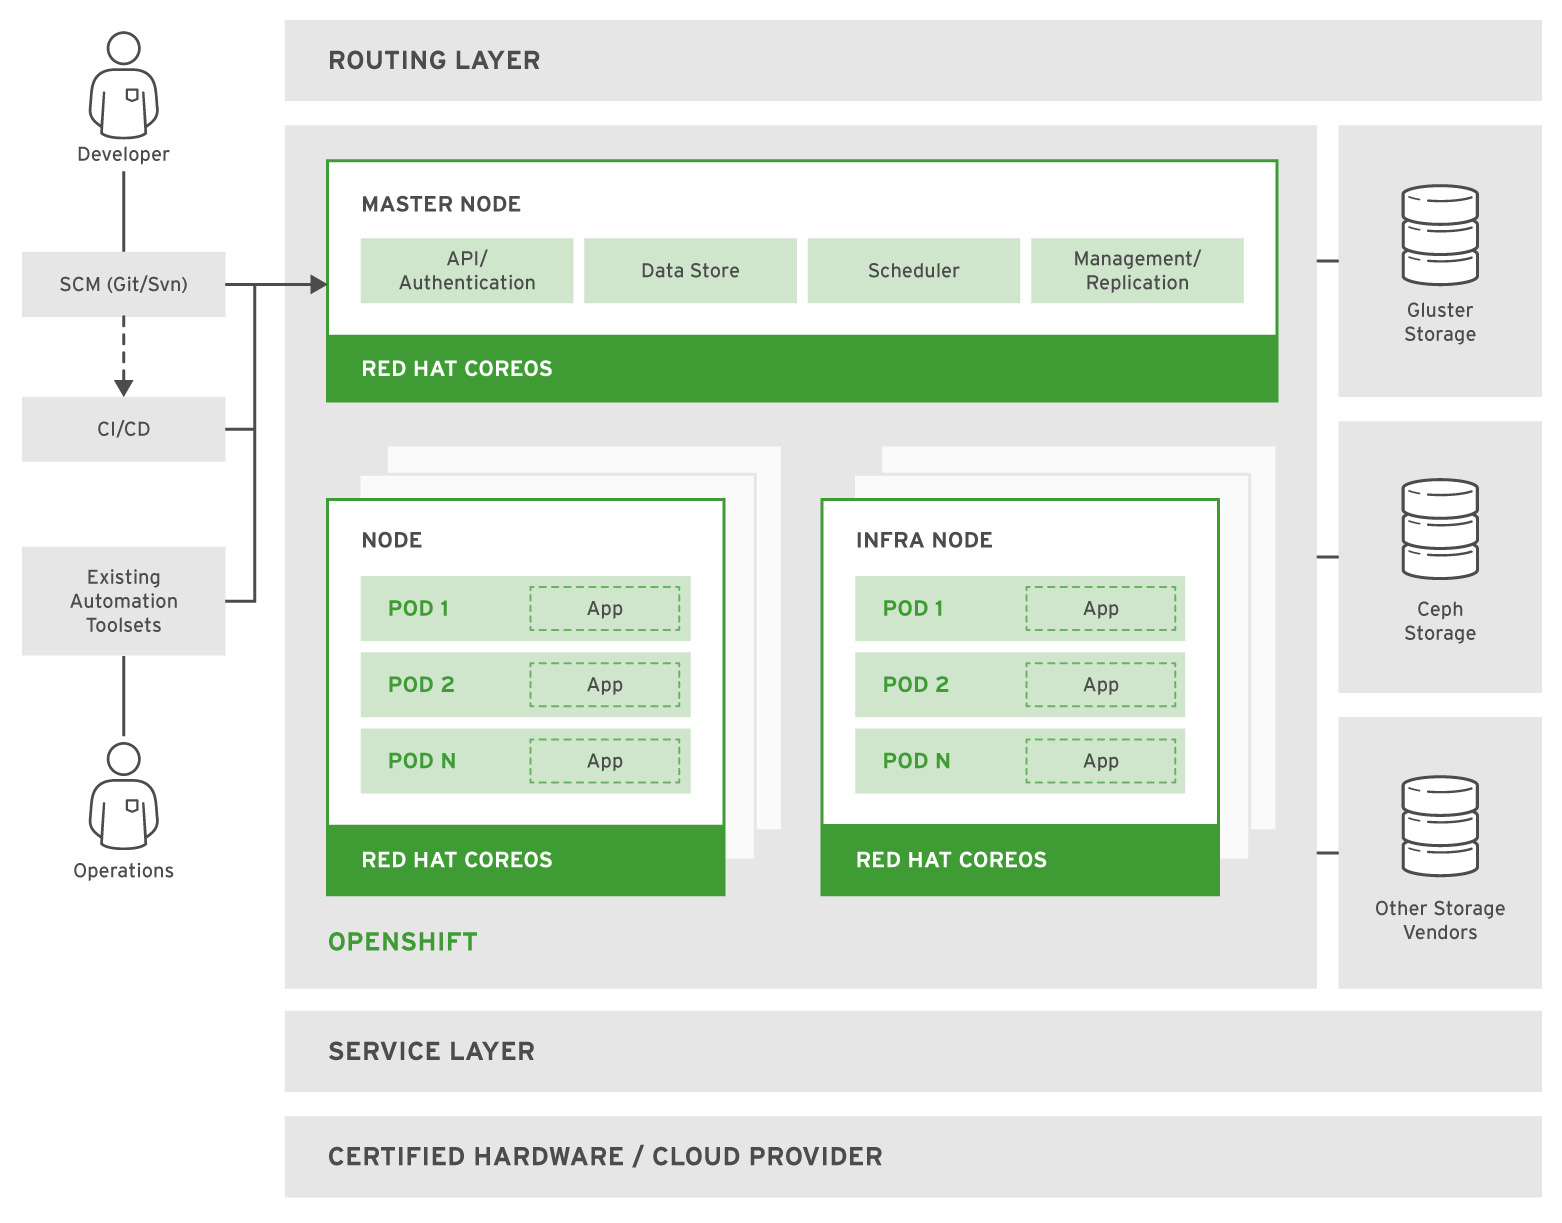 Developer
SCM (Git/Svn)
CI/CD
Existing
Automation
Toolsets
Operations
ROUTING LAYER
MASTER NODE
API/
Authentication
Data Store
Scheduler
Management/
Replication
RED HAT COREOS
NODE
POD 1
App
POD 2
App
POD N
App
RED HAT COREOS
INFRA NODE
POD 1
App
POD 2
App
POD N
App
RED HAT COREOS
OPENSHIFT
Gluster
Storage
Ceph
Storage
Other Storage
Vendors
SERVICE LAYER
CERTIFIED HARDWARE / CLOUD PROVIDER